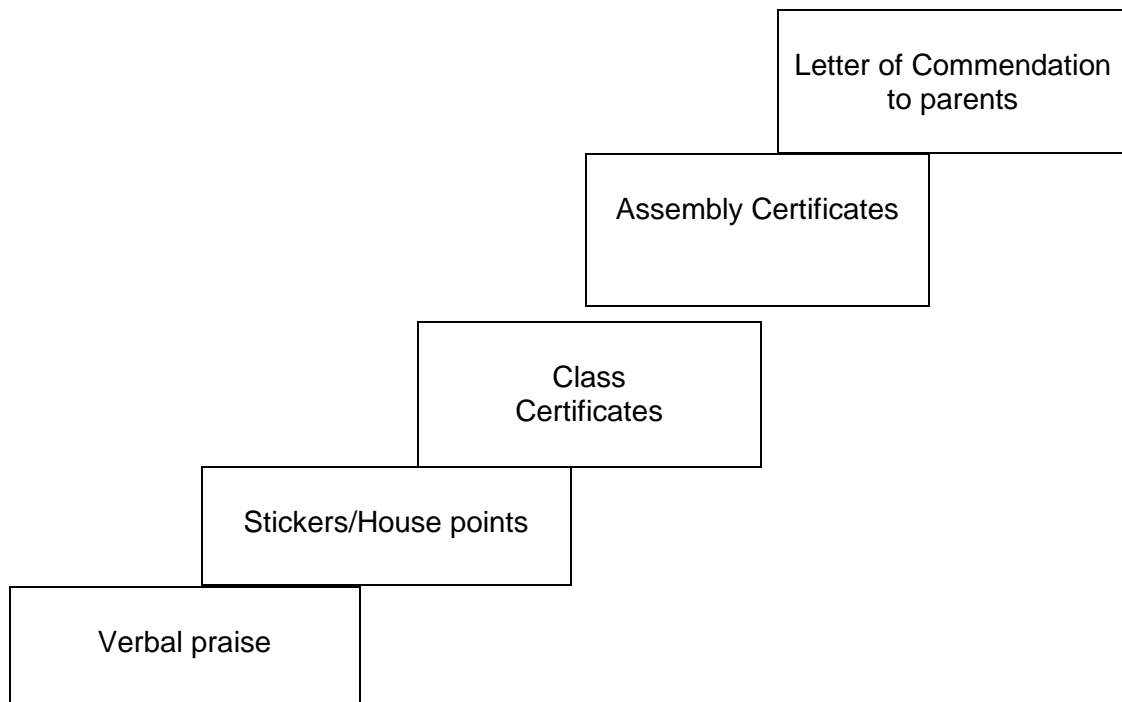 Letter of Commendation
to parents
Assembly Certificates
Class
Certificates
Stickers/House points
Verbal praise